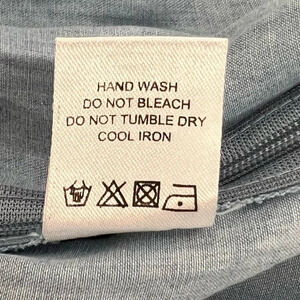 HAND WASH
DO NOT BLEACH
DO NOT TUMBLE DRY
COOL IRON